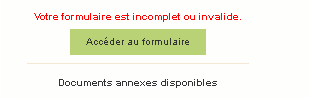 Votre formulaire est incomplet ou invalide.
Accéder au formulaire
Documents annexes disponibles